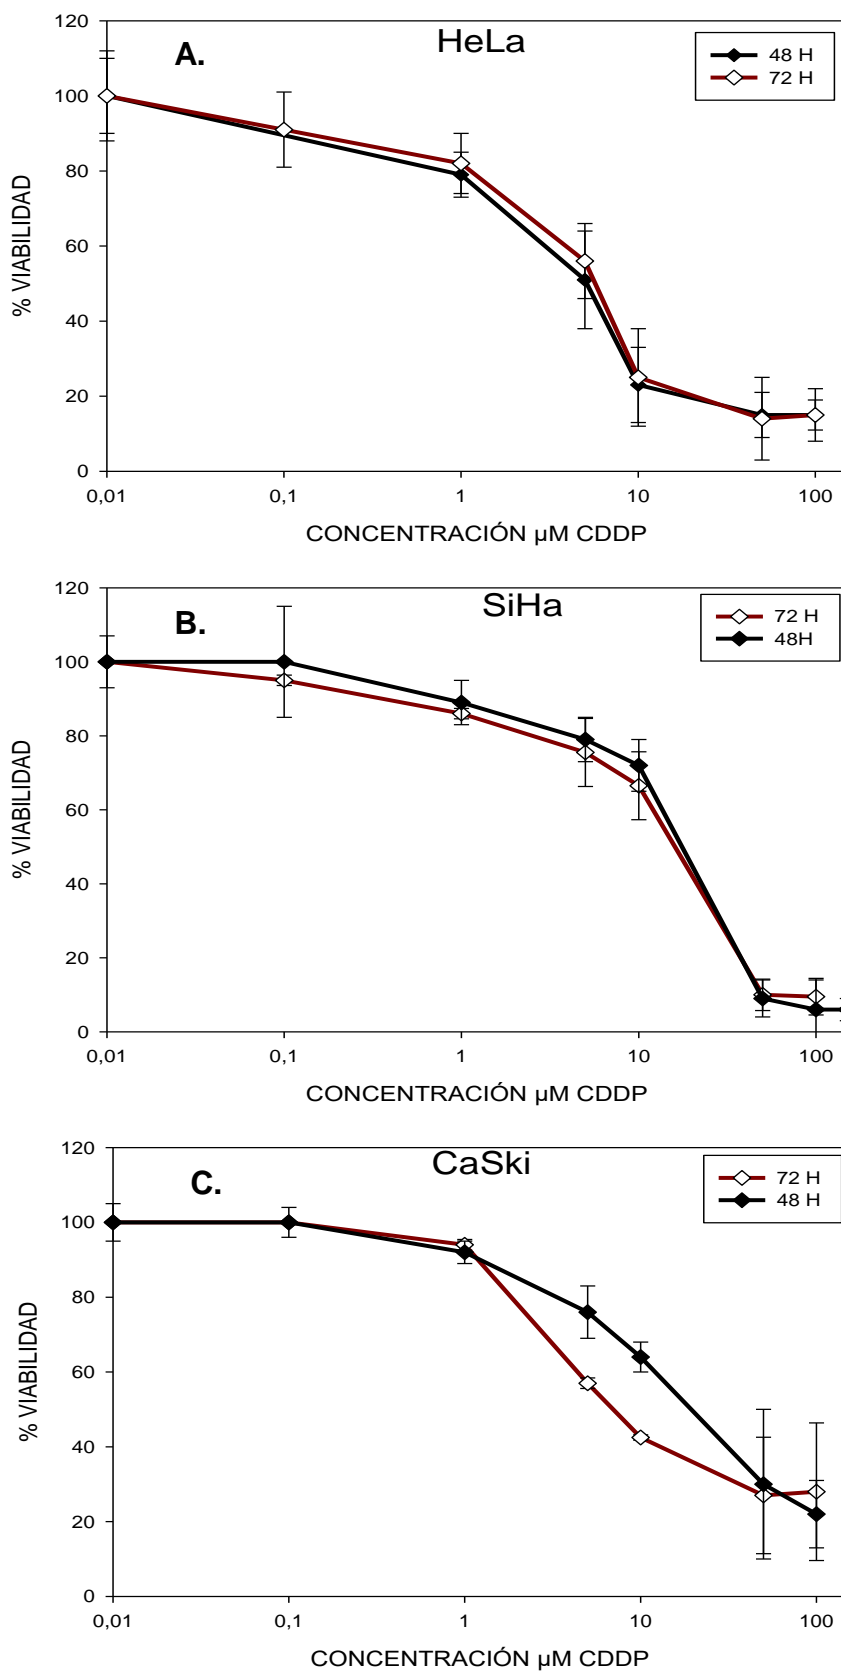 A.
HeLa
48 H
72 H
120
100
80
60
40
20
0
% VIABILIDAD
0,01 0,1 1 10 100
CONCENTRACIÓN µM CDDP
B.
SiHa
72 H
48H
120
100
80
60
40
20
0
% VIABILIDAD
0,01 0,1 1 10 100
CONCENTRACIÓN µM CDDP
C.
CaSki
72 H
48 H
120
100
80
60
40
20
0
% VIABILIDAD
0,01 0,1 1 10 100
CONCENTRACIÓN µM CDDP